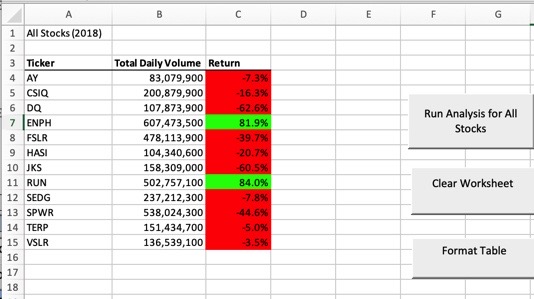 A B C D E F G
1 All Stocks (2018)
2
3 Ticker Total Daily Volume Return
4 AY 83,079,900 -7.3%
5 CSIQ 200,879,900 -16.3%
6 DQ 107,873,900 -62.6%
7 ENPH 607,473,500 81.9%
8 FSLR 478,113,900 -39.7%
9 HASI 104,340,600 -20.7%
10 JKS 158,309,000 -60.5%
11 RUN 502,757,100 84.0%
12 SEDG 237,212,300 -7.8%
13 SPWR 538,024,300 -44.6%
14 TERP 151,434,700 -5.0%
15 VSLR 136,539,100 -3.5%
16
17
18
Run Analysis for All
Stocks
Clear Worksheet
Format Table